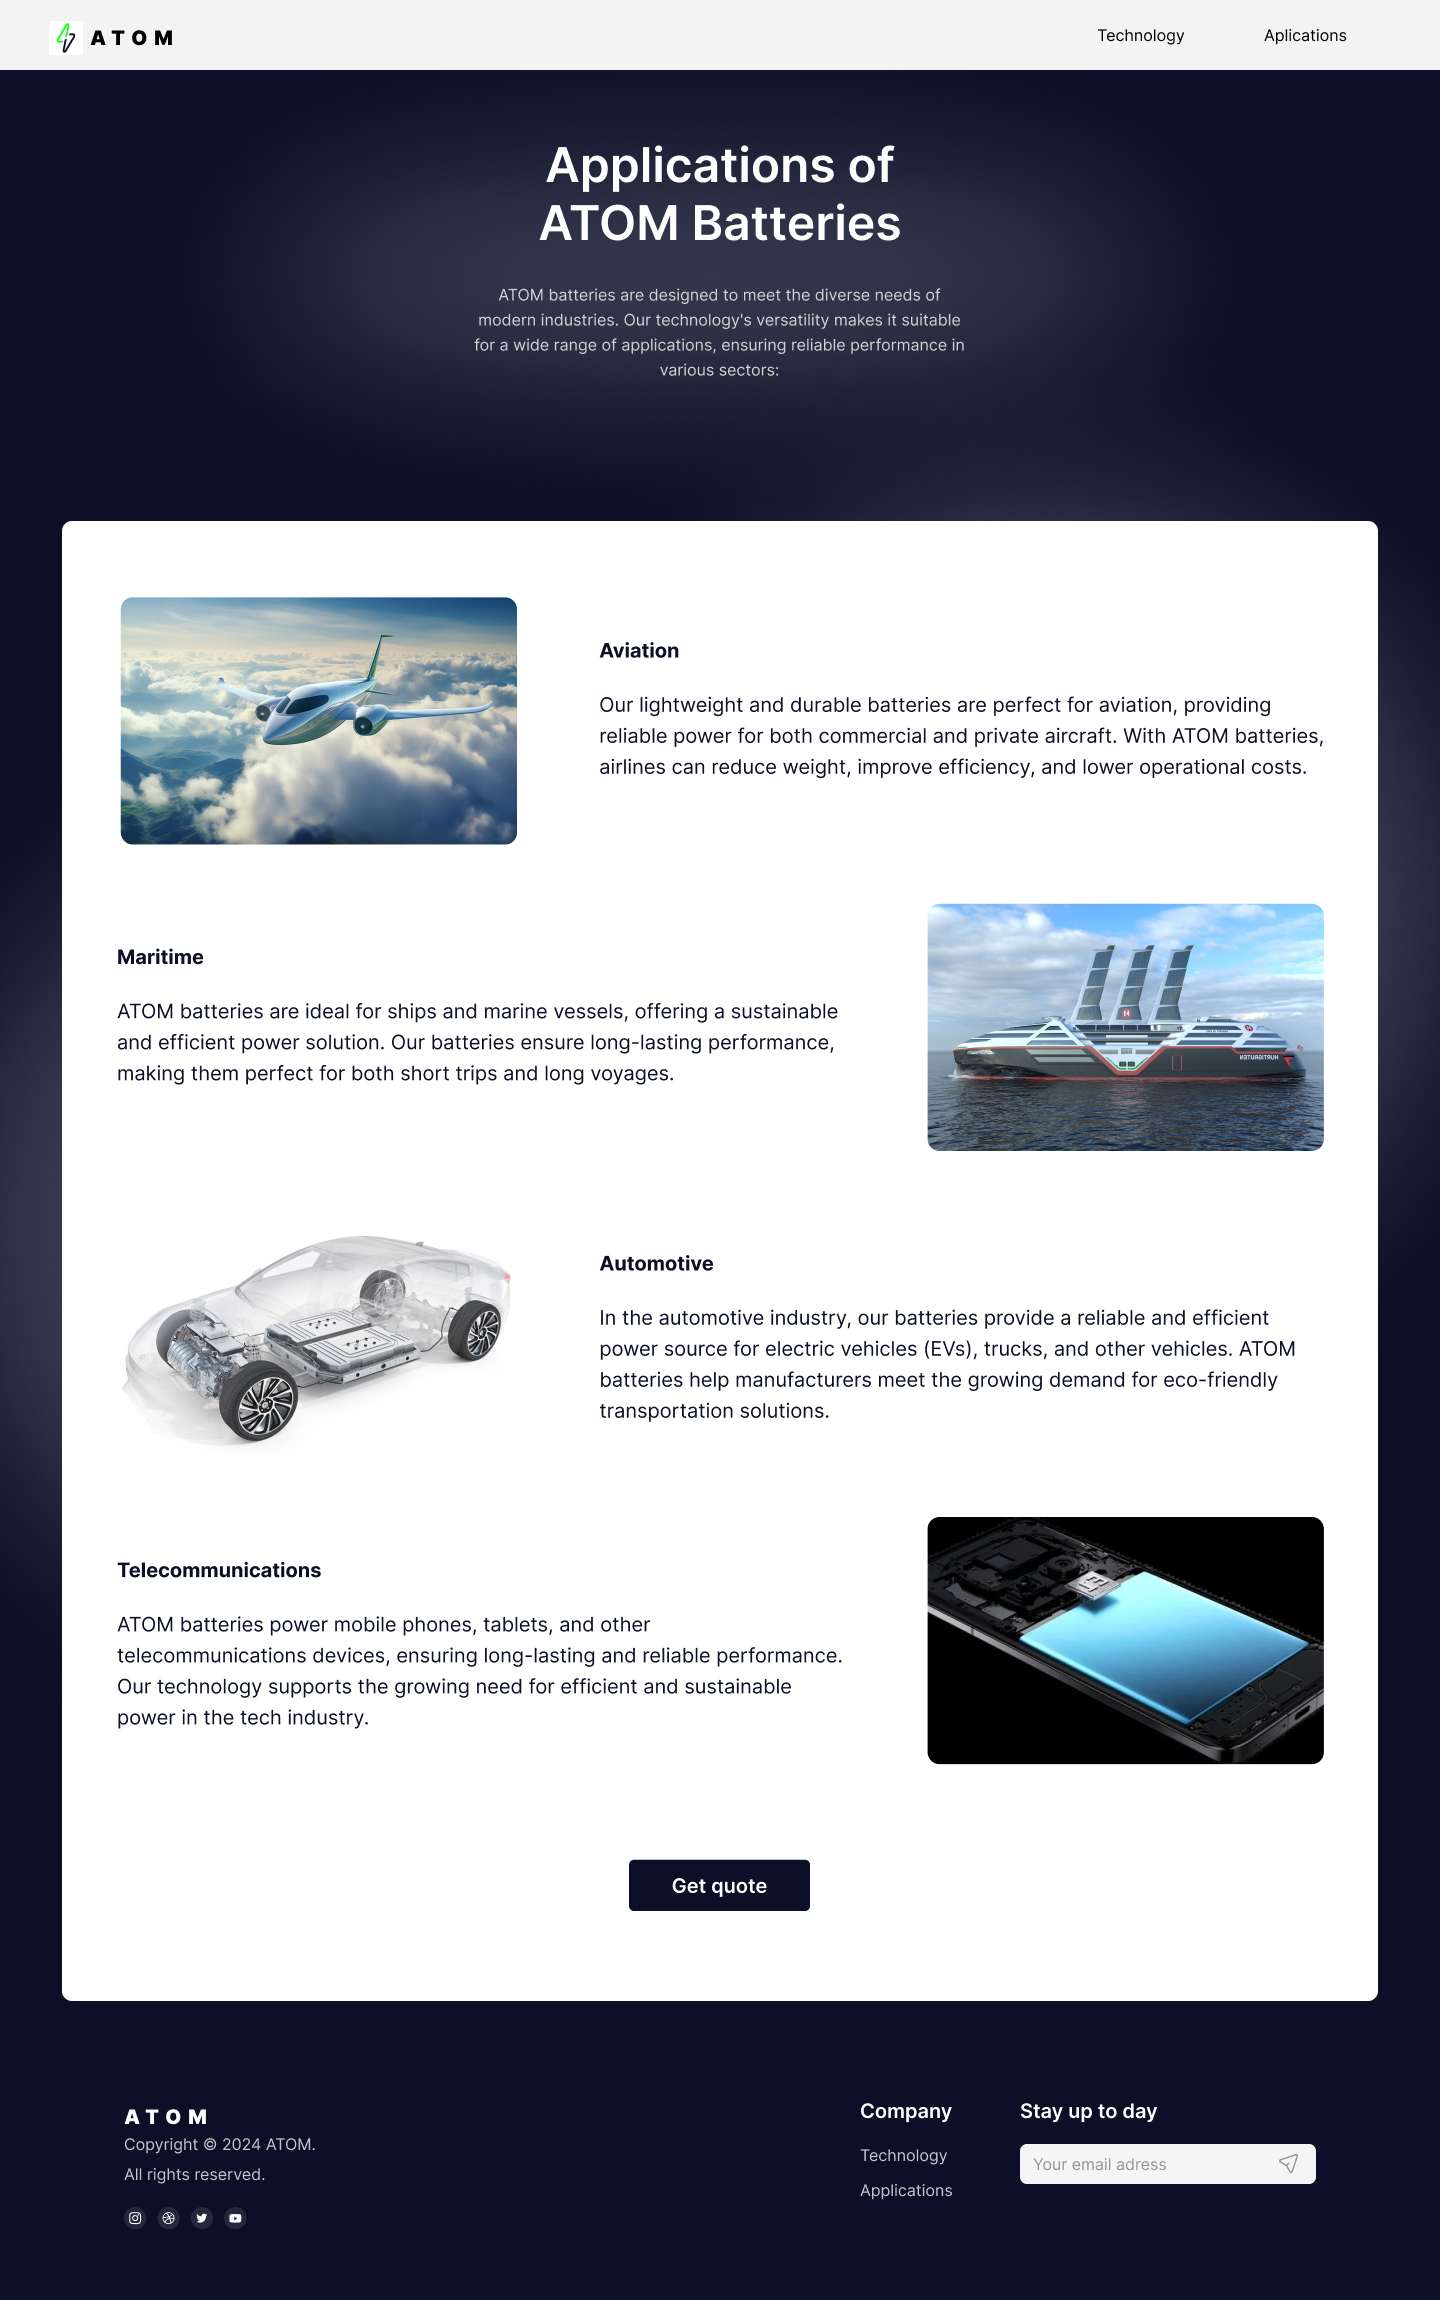 ATOM
Technology
Aplications
Applications of
ATOM Batteries
ATOM batteries are designed to meet the diverse needs of
modern industries. Our technology's versatility makes it suitable
for a wide range of applications, ensuring reliable performance in
various sectors:
Aviation
Our lightweight and durable batteries are perfect for aviation, providing
reliable power for both commercial and private aircraft. With ATOM batteries,
airlines can reduce weight, improve efficiency, and lower operational costs.
Maritime
ATOM batteries are ideal for ships and marine vessels, offering a sustainable
and efficient power solution. Our batteries ensure long-lasting performance,
making them perfect for both short trips and long voyages.
H
HURTIGRUTEN
Automotive
In the automotive industry, our batteries provide a reliable and efficient
power source for electric vehicles (EVs), trucks, and other vehicles. ATOM
batteries help manufacturers meet the growing demand for eco-friendly
transportation solutions.
Telecommunications
ATOM batteries power mobile phones, tablets, and other
telecommunications devices, ensuring long-lasting and reliable performance.
Our technology supports the growing need for efficient and sustainable
power in the tech industry.
Get quote
ATOM
Copyright © 2024 ATOM.
All rights reserved.
Company
Technology
Applications
Stay up to day
Your email adress